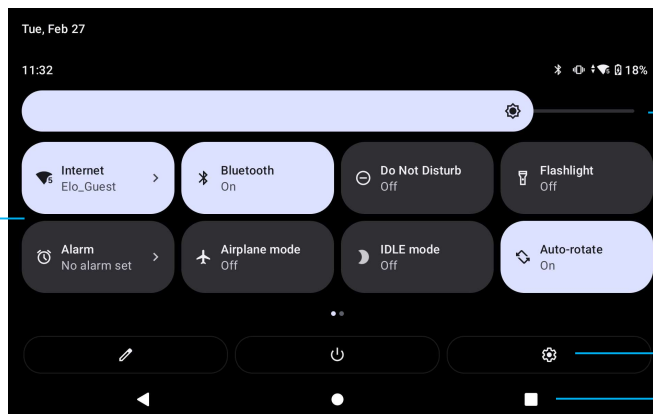 Tue, Feb 27
11:32
18%
Internet
Elo_Guest
Bluetooth
On
Do Not Disturb
Off
Flashlight
Off
Alarm
No alarm set
Airplane mode
Off
IDLE mode
Off
Auto-rotate
On